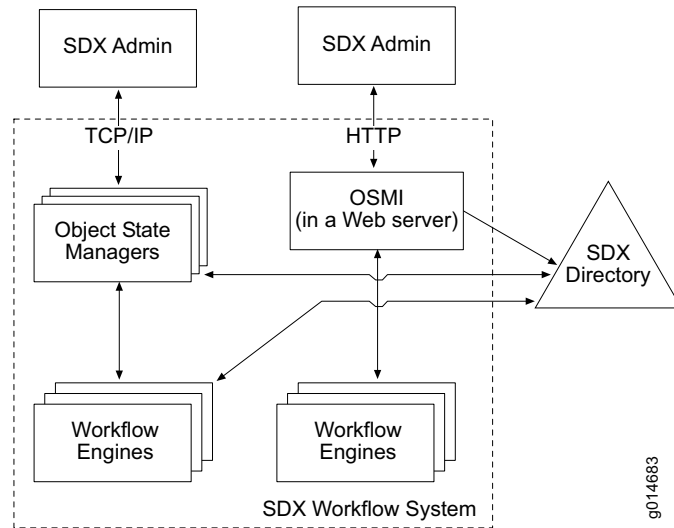 SDX Admin
SDX Admin
TCP/IP
HTTP
Object State
Managers
OSMI
(in a Web server)
SDX
Directory
Workflow
Engines
Workflow
Engines
SDX Workflow System
g014683